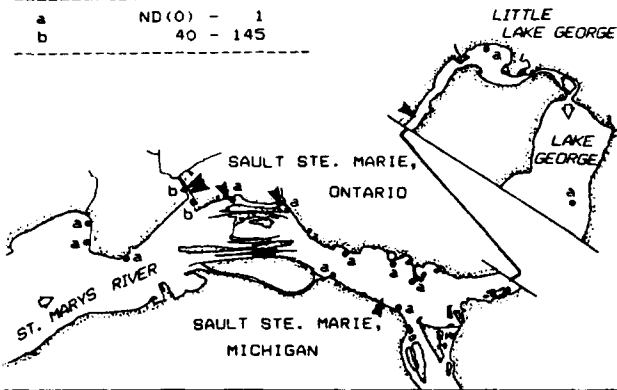 a ND(0) - 1
b 40 - 145
LITTLE
LAKE GEORGE
a
LAKE
GEORGE
a
SAULT STE. MARIE,
ONTARIO
b
b
a
a
a
a
a
a
a
a
a
a
a
ST. MARYS RIVER
SAULT STE. MARIE,
MICHIGAN